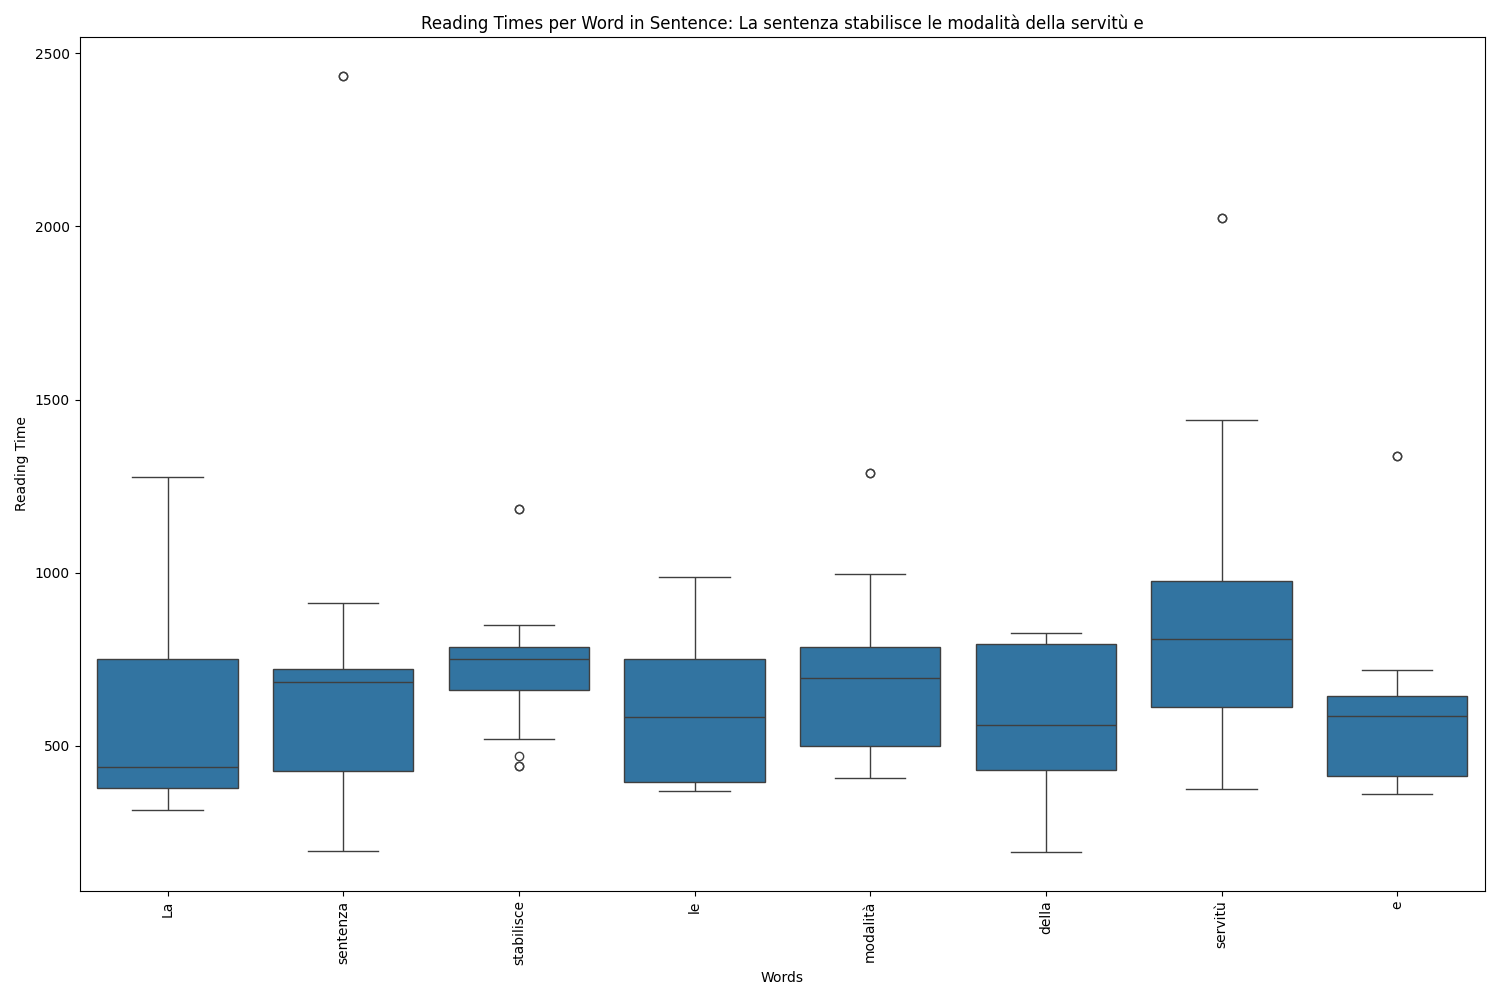 Reading Times per Word in Sentence: La sentenza stabilisce le modalità della servitù e
2500
2000
1500
1000
500
Reading Time
La
sentenza
stabilisce
le
modalità
della
servitù
e
Words